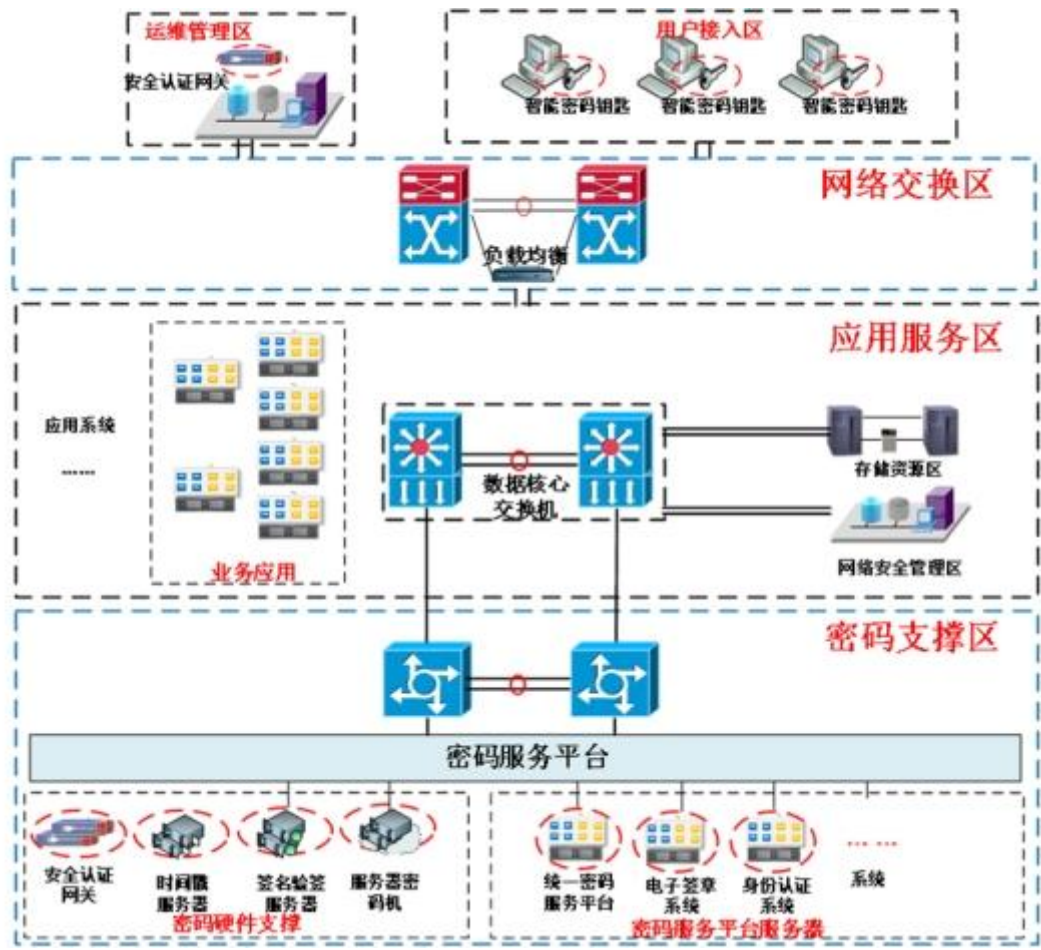 运维管理区
安全认证网关
用户接入区
智能密码钥匙
智能密码钥匙
智能密码钥匙
网络交换区
负载均衡
应用服务区
应用系统
……
业务应用
数据核心
交换机
存储资源区
网络安全管理区
密码支撑区
密码服务平台
安全认证
网关
时间戳
服务器
签名验签
服务器
服务器密
码机
密码硬件支撑
统一密码
服务平台
电子签章
系统
身份认证
系统
……
系统
密码服务平台服务器